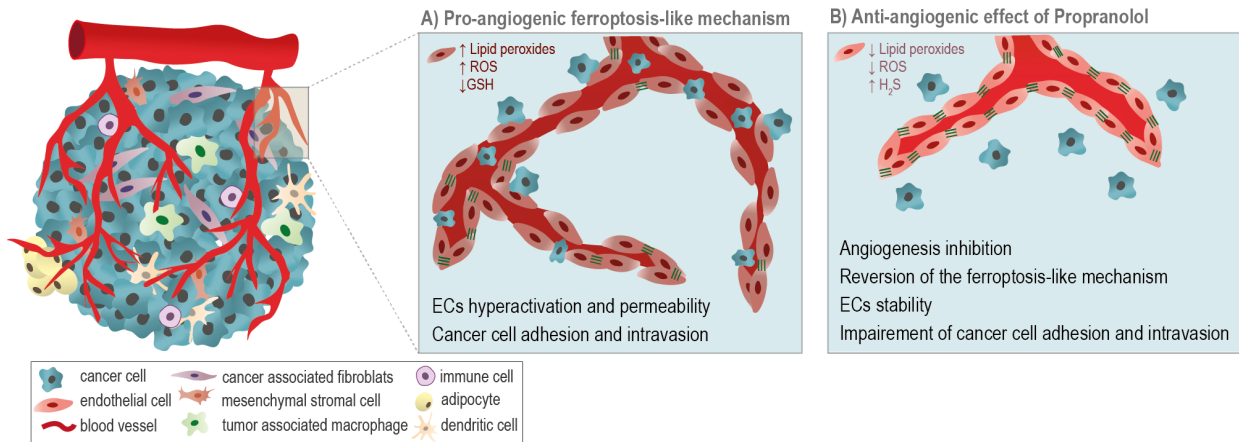 A) Pro-angiogenic ferroptosis-like mechanism
↑ Lipid peroxides
↑ ROS
↓GSH
ECs hyperactivation and permeability
Cancer cell adhesion and intravasion
B) Anti-angiogenic effect of Propranolol
↓ Lipid peroxides
↓ ROS
↑ H₂S
Angiogenesis inhibition
Reversion of the ferroptosis-like mechanism
ECs stability
Impairement of cancer cell adhesion and intravasion
cancer cell
cancer associated fibroblats
immune cell
endothelial cell
mesenchymal stromal cell
adipocyte
blood vessel
tumor associated macrophage
dendritic cell